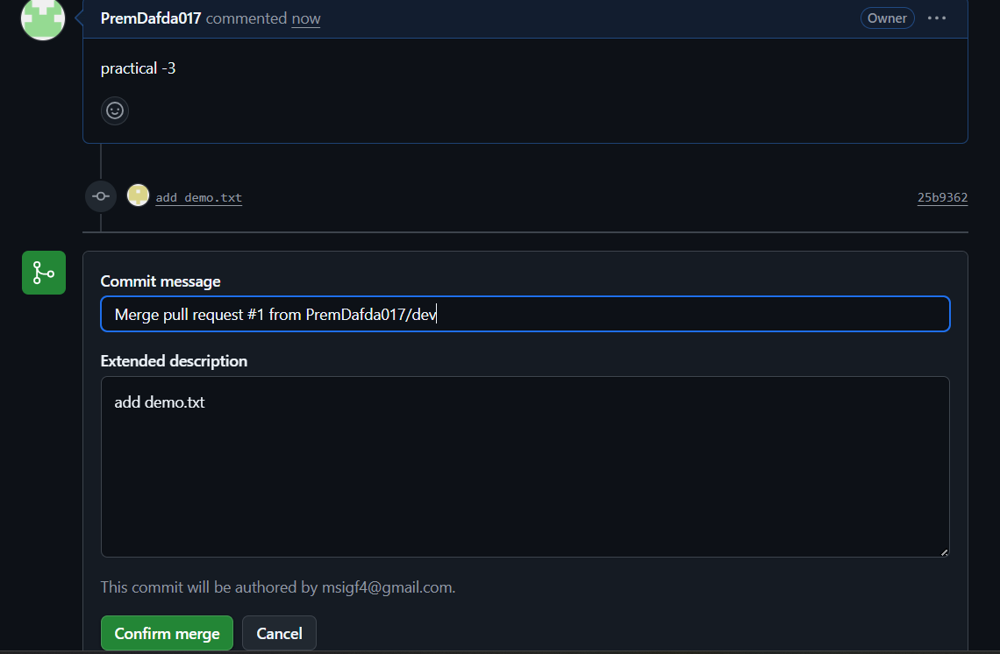 PremDafda017 commented now
Owner
practical -3
add demo.txt
25b9362
Commit message
Merge pull request #1 from PremDafda017/dev
Extended description
add demo.txt
This commit will be authored by msigf4@gmail.com.
Confirm merge
Cancel